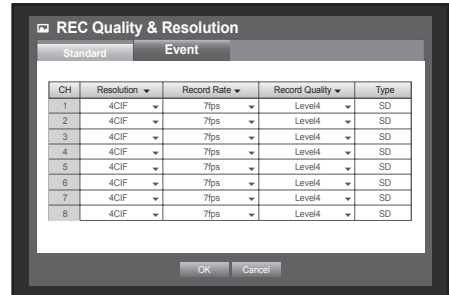 REC Quality & Resolution
Standard Event
CH Resolution Record Rate Record Quality Type
1 4CIF 7fps Level4 SD
2 4CIF 7fps Level4 SD
3 4CIF 7fps Level4 SD
4 4CIF 7fps Level4 SD
5 4CIF 7fps Level4 SD
6 4CIF 7fps Level4 SD
7 4CIF 7fps Level4 SD
8 4CIF 7fps Level4 SD
OK Cancel